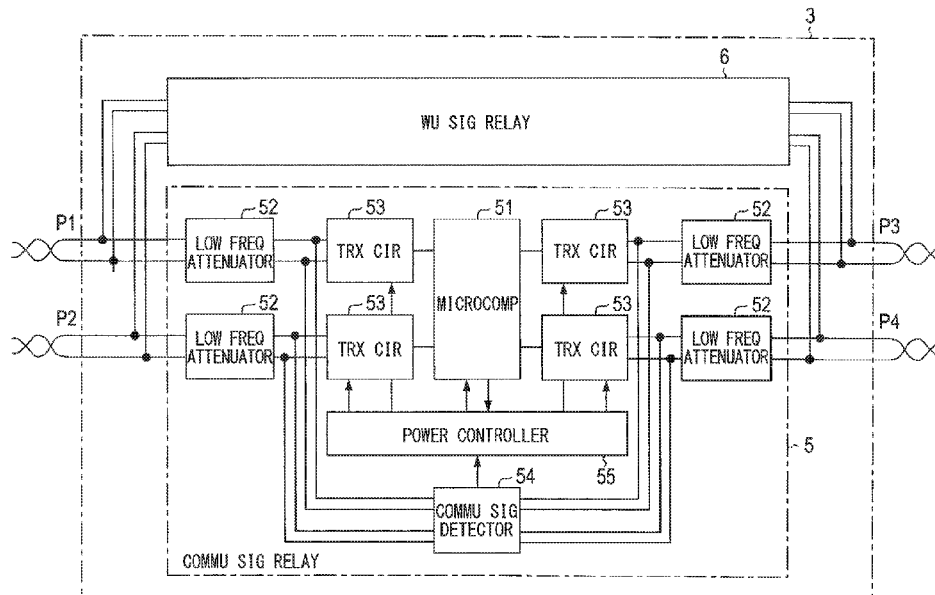 3
6
WU SIG RELAY
P1
52
53
51
53
52
P3
LOW FREQ
ATTENUATOR
TRX CIR
MICROCOMP
TRX CIR
LOW FREQ
ATTENUATOR
P2
52
53
53
52
P4
LOW FREQ
ATTENUATOR
TRX CIR
TRX CIR
LOW FREQ
ATTENUATOR
POWER CONTROLLER
55
5
54
COMMU SIG
DETECTOR
COMMU SIG RELAY